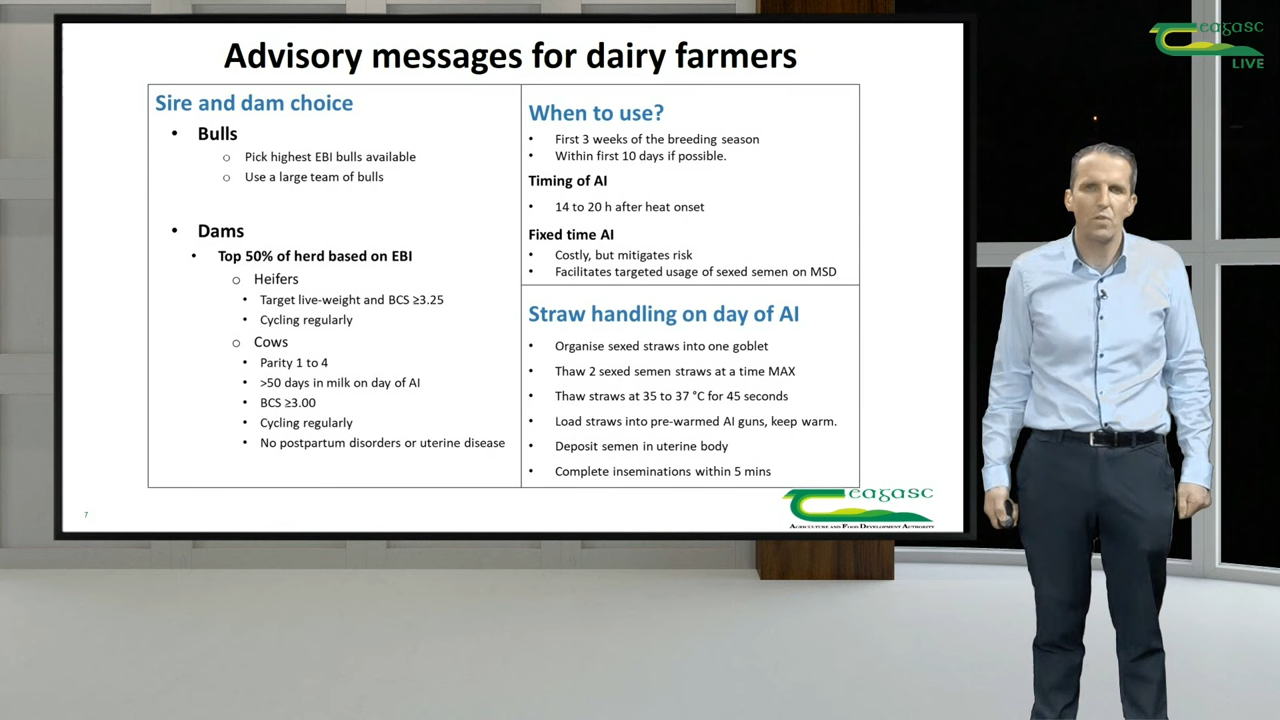 Advisory messages for dairy farmers
Sire and dam choice
• Bulls
o Pick highest EBI bulls available
o Use a large team of bulls
• Dams
• Top 50% of herd based on EBI
o Heifers
• Target live-weight and BCS ≥3.25
• Cycling regularly
o Cows
• Parity 1 to 4
• >50 days in milk on day of AI
• BCS ≥3.00
• Cycling regularly
• No postpartum disorders or uterine disease
When to use?
• First 3 weeks of the breeding season
• Within first 10 days if possible.
Timing of AI
• 14 to 20 h after heat onset
Fixed time AI
• Costly, but mitigates risk
• Facilitates targeted usage of sexed semen on MSD
Straw handling on day of AI
• Organise sexed straws into one goblet
• Thaw 2 sexed semen straws at a time MAX
• Thaw straws at 35 to 37 °C for 45 seconds
• Load straws into pre-warmed AI guns, keep warm.
• Deposit semen in uterine body
• Complete inseminations within 5 mins
7
Teagasc
Agriculture and Food Development Authority
Teagasc
LIVE